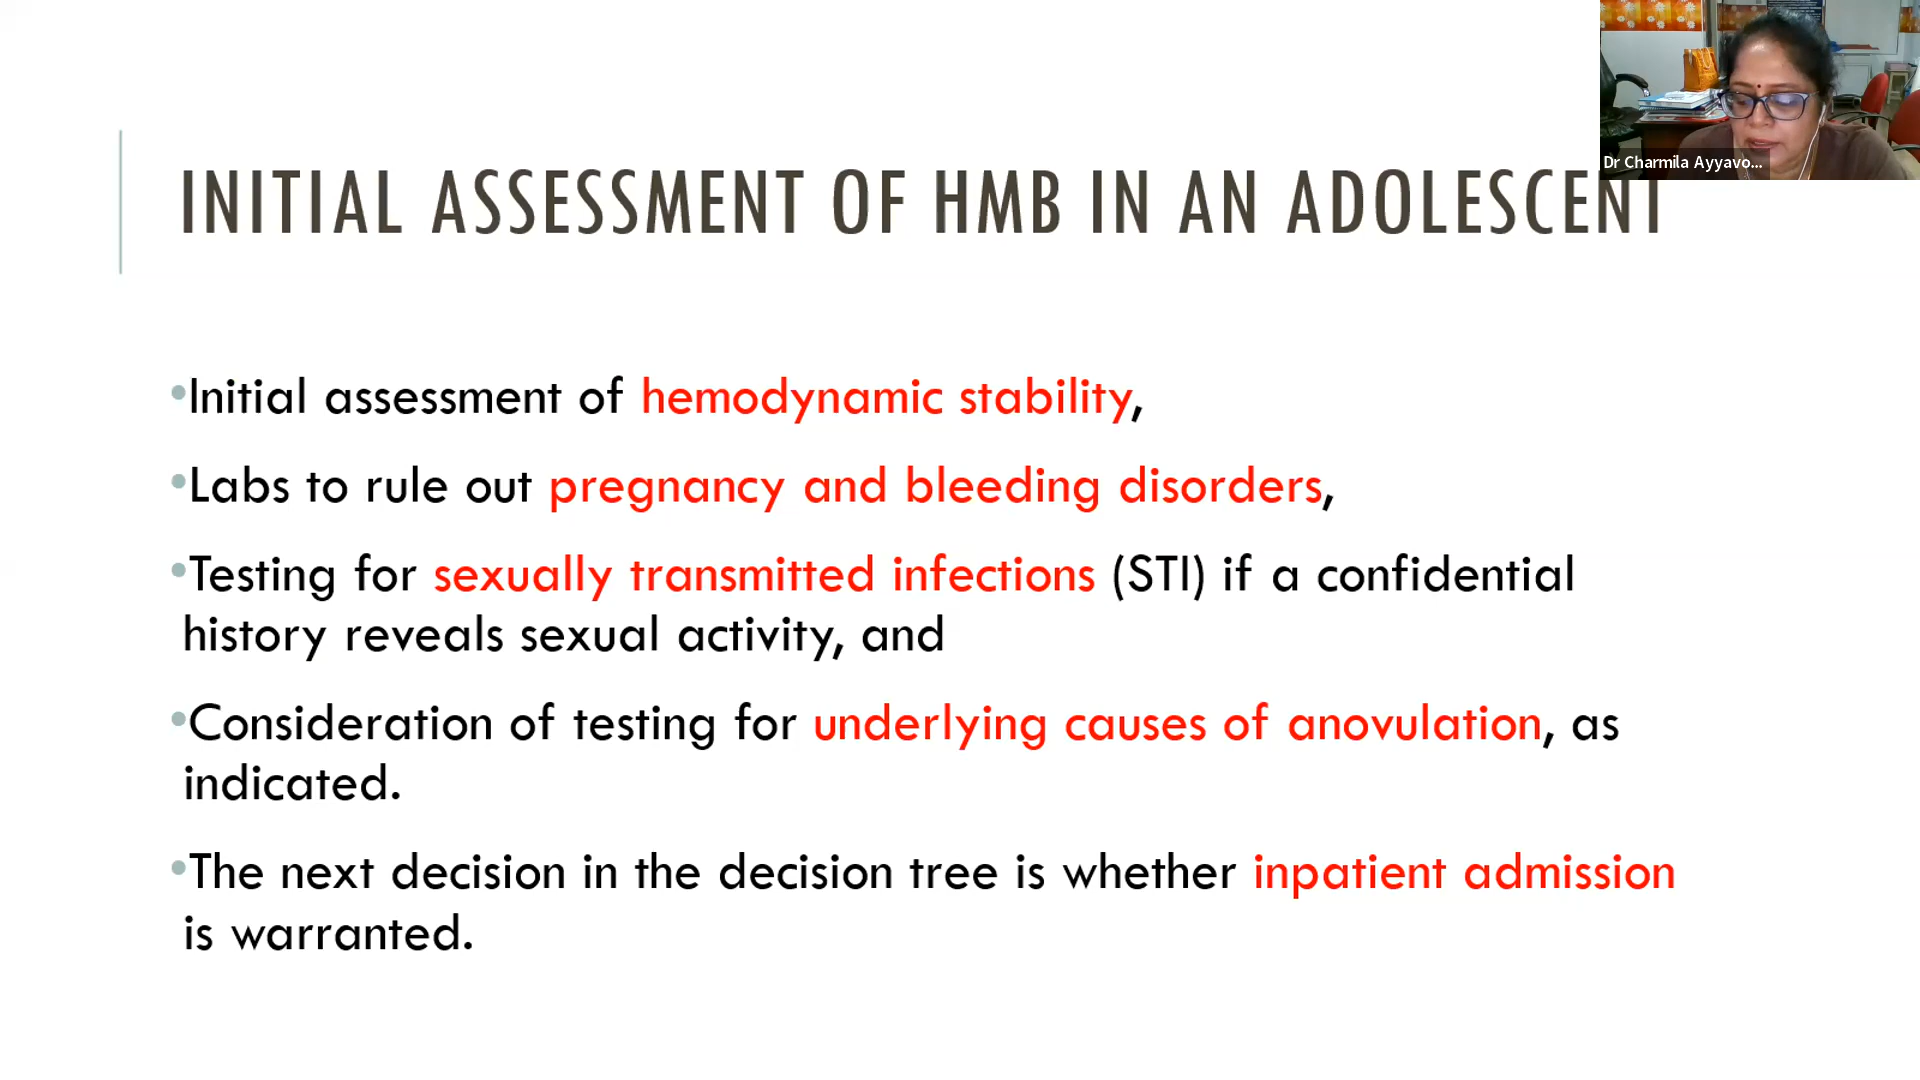 Dr Charmila Ayyavo...
INITIAL ASSESSMENT OF HMB IN AN ADOLESCENT
•Initial assessment of hemodynamic stability,
•Labs to rule out pregnancy and bleeding disorders,
•Testing for sexually transmitted infections (STI) if a confidential
history reveals sexual activity, and
•Consideration of testing for underlying causes of anovulation, as
indicated.
•The next decision in the decision tree is whether inpatient admission
is warranted.